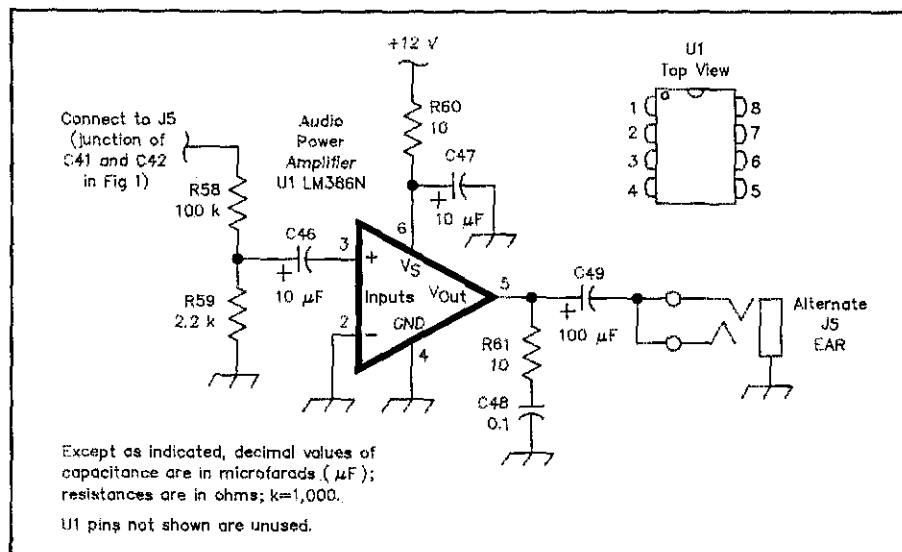 +12 V
R60
10
Connect to J5
(junction of
C41 and C42
in Fig 1)
Audio
Power
Amplifier
U1 LM386N
C47
+
10 µF
U1
Top View
a
1
2
3
4
8
7
6
5
R58
100 k
C46
+
10 µF
R59
2.2 k
3
+
6
VS
Inputs
VOut
2
−
GND
4
5
C49
+
100 µF
R61
10
C48
0.1
Alternate
J5
EAR
Except as indicated, decimal values of
capacitance are in microfarads (µF);
resistances are in ohms; k=1,000.
U1 pins not shown are unused.